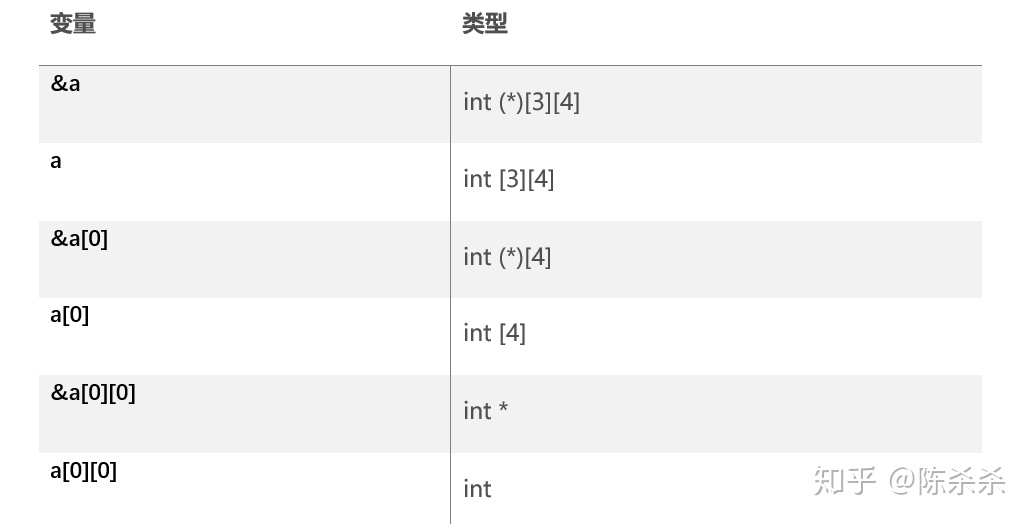 变量 类型
&a int (*)[3][4]
a int [3][4]
&a[0] int (*)[4]
a[0] int [4]
&a[0][0] int *
a[0][0] int
知乎 @陈杀杀